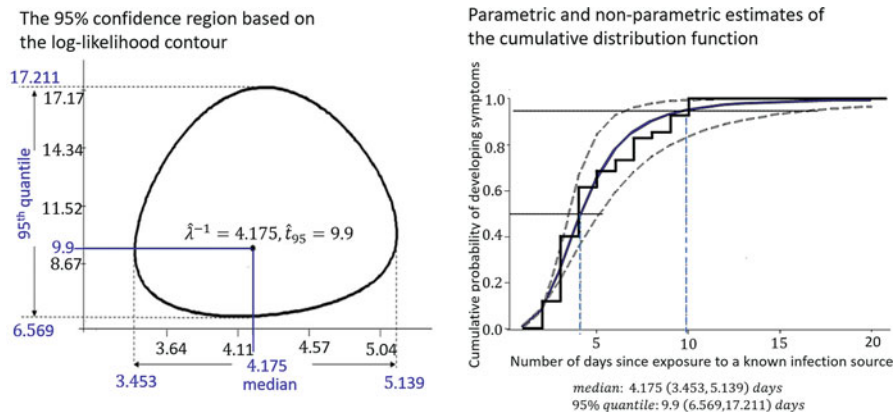 The 95% confidence region based on
the log-likelihood contour
17.211
17.17
14.34
11.52
9.9
8.67
6.569
95th quantile
λ̂⁻¹ = 4.175, t̂₉₅ = 9.9
3.64
4.11
4.57
5.04
4.175
3.453
median
5.139
Parametric and non-parametric estimates of
the cumulative distribution function
Cumulative probability of developing symptoms
1.0
0.8
0.6
0.4
0.2
0.0
5
10
15
20
Number of days since exposure to a known infection source
median: 4.175 (3.453, 5.139) days
95% quantile: 9.9 (6.569,17.211) days